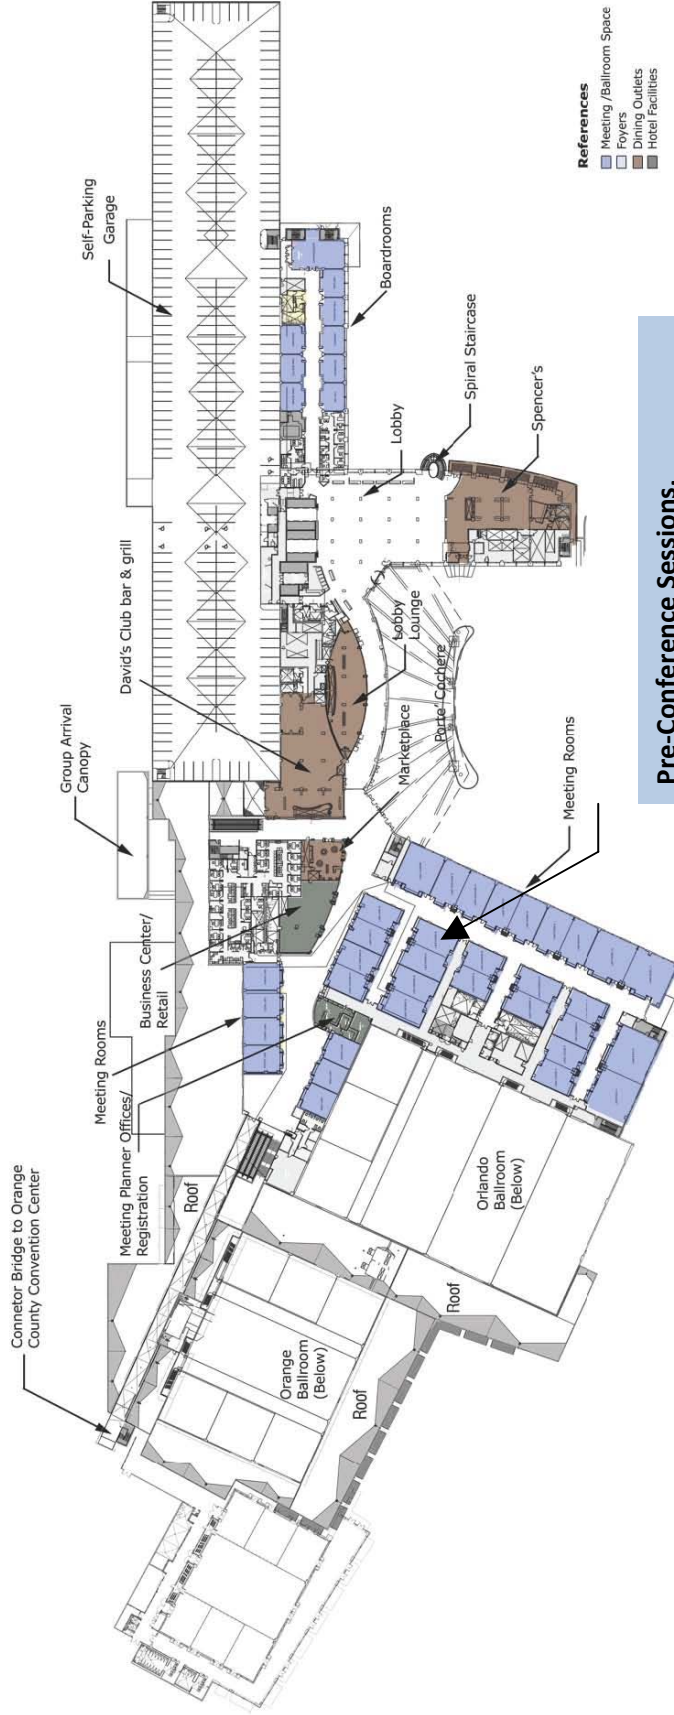 Connetor Bridge to Orange
County Convention Center
Meeting Rooms
Meeting Planner Offices/
Registration
Business Center/
Retail
Group Arrival
Canopy
David's Club bar & grill
Self-Parking
Garage
Roof
Orange
Ballroom
(Below)
Roof
Roof
Orlando
Ballroom
(Below)
Meeting Rooms
Marketplace
Porte' Cochere
Lobby
Lounge
Lobby
Spiral Staircase
Spencer's
Boardrooms
References
Meeting /Ballroom Space
Foyers
Dining Outlets
Hotel Facilities
Pre-Conference Sessions.